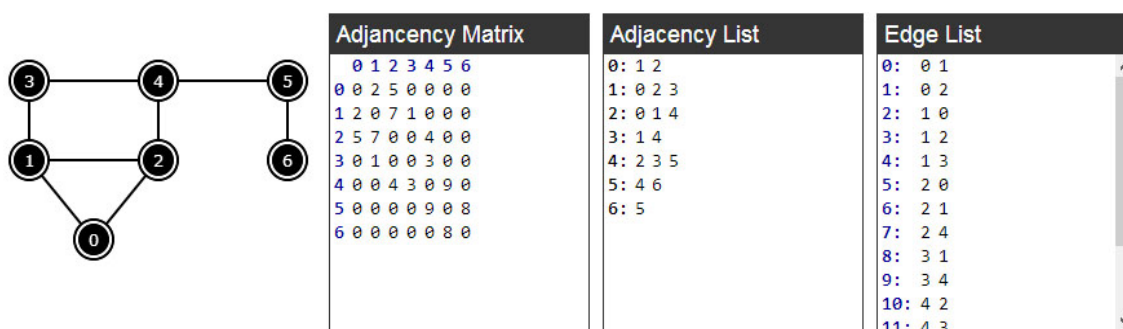 3 4 5
1 2 6
0
Adjancency Matrix
0 1 2 3 4 5 6
0 0 2 5 0 0 0 0
1 2 0 7 1 0 0 0
2 5 7 0 0 4 0 0
3 0 1 0 0 3 0 0
4 0 0 4 3 0 9 0
5 0 0 0 0 9 0 8
6 0 0 0 0 0 8 0
Adjacency List
0: 1 2
1: 0 2 3
2: 0 1 4
3: 1 4
4: 2 3 5
5: 4 6
6: 5
Edge List
0: 0 1
1: 0 2
2: 1 0
3: 1 2
4: 1 3
5: 2 0
6: 2 1
7: 2 4
8: 3 1
9: 3 4
10: 4 2
11: 4 3